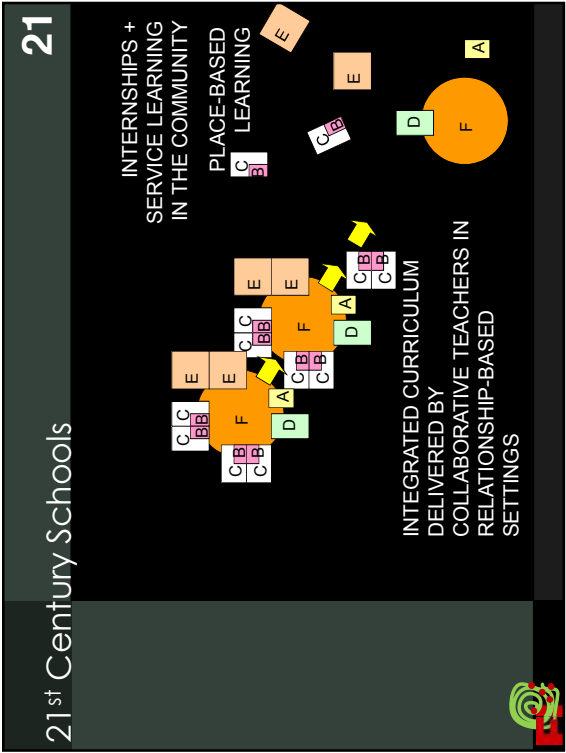 21st Century Schools
21
INTERNSHIPS +
SERVICE LEARNING
IN THE COMMUNITY
PLACE-BASED
LEARNING
C C
B B
E
E
F
C B
C B
A
D
C C
B B
E
E
F
C B
C B
A
D
C B
C B
C
B
C
B
E
E
D
F
A
INTEGRATED CURRICULUM
DELIVERED BY
COLLABORATIVE TEACHERS IN
RELATIONSHIP-BASED
SETTINGS